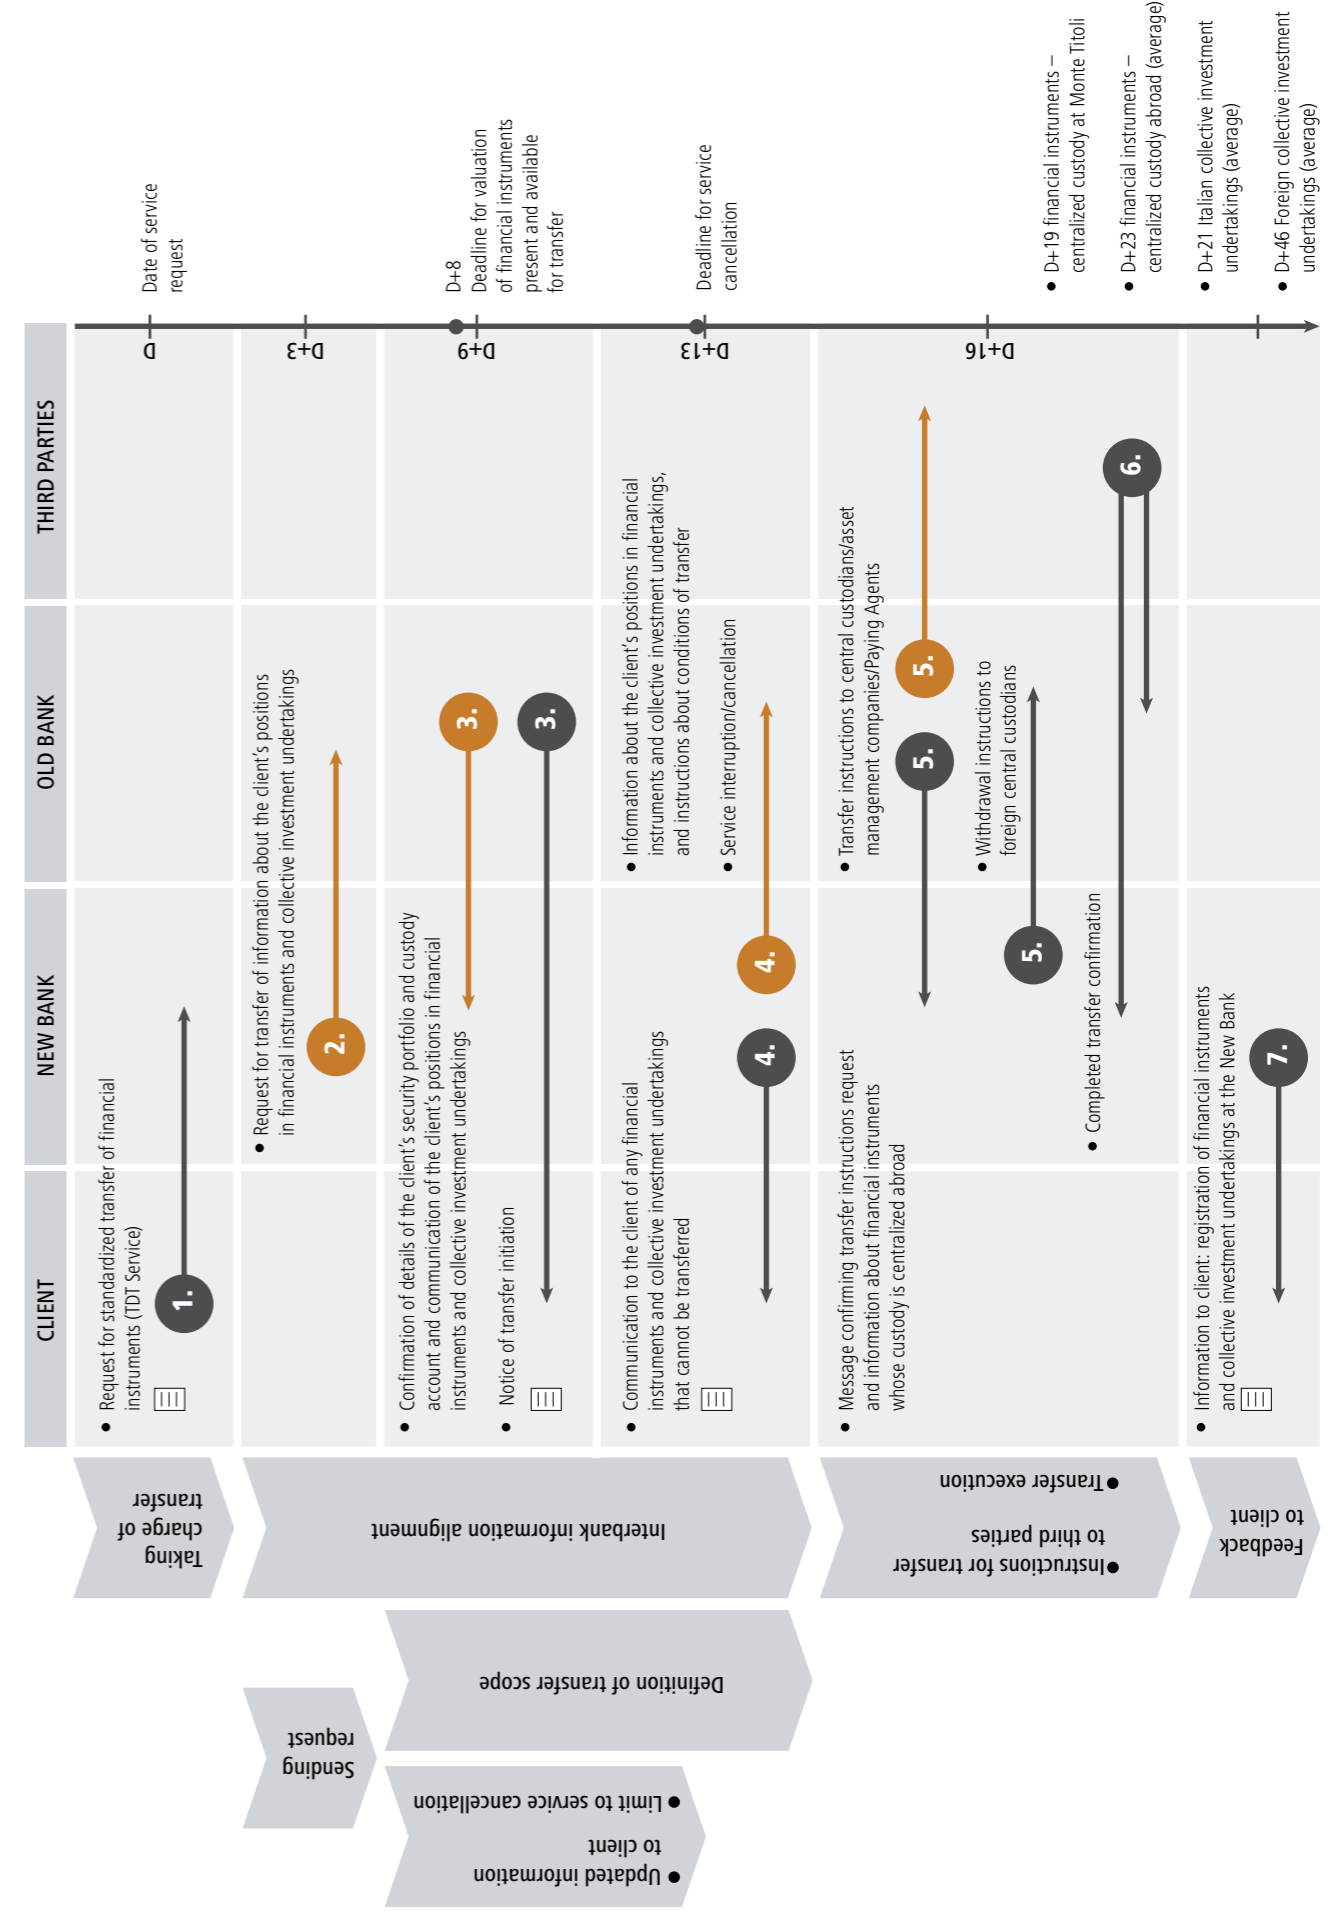 CLIENT
NEW BANK
OLD BANK
THIRD PARTIES
Taking
charge of
transfer
• Request for standardized transfer of financial
instruments (TDT Service)
1.
D
Date of service
request
Sending
request
Interbank information alignment
• Request for transfer of information about the client's positions
in financial instruments and collective investment undertakings
2.
D+3
• Updated information
to client
• Limit to service cancellation
Definition of transfer scope
• Confirmation of details of the client's security portfolio and custody
account and communication of the client's positions in financial
instruments and collective investment undertakings
3.
• Notice of transfer initiation
3.
D+9
D+8
Deadline for valuation
of financial instruments
present and available
for transfer
• Communication to the client of any financial
instruments and collective investment undertakings
that cannot be transferred
4.
• Information about the client's positions in financial
instruments and collective investment undertakings,
and instructions about conditions of transfer
• Service interruption/cancellation
4.
D+13
Deadline for service
cancellation
• Instructions for transfer
to third parties
• Transfer execution
• Message confirming transfer instructions request
and information about financial instruments
whose custody is centralized abroad
5.
• Transfer instructions to central custodians/asset
management companies/Paying Agents
5.
• Withdrawal instructions to
foreign central custodians
5.
• Completed transfer confirmation
6.
D+16
• D+19 financial instruments –
centralized custody at Monte Titoli
• D+23 financial instruments –
centralized custody abroad (average)
• D+21 Italian collective investment
undertakings (average)
• D+46 Foreign collective investment
undertakings (average)
Feedback
to client
• Information to client: registration of financial instruments
and collective investment undertakings at the New Bank
7.